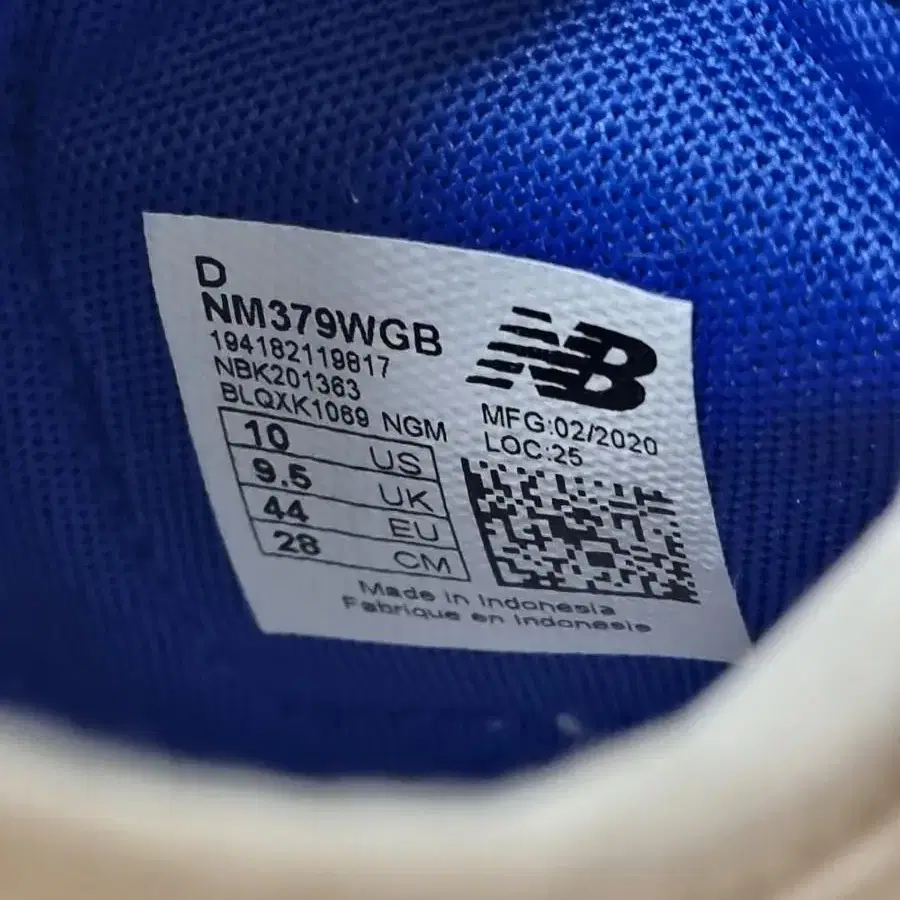 D
NM379WGB
194182119817
NBK201363
BLQXK1069 NGM
10 US
9.5 UK
44 EU
28 CM
NB
MFG:02/2020
LOC:25
Made in Indonesia
Fabrique en Indonesie